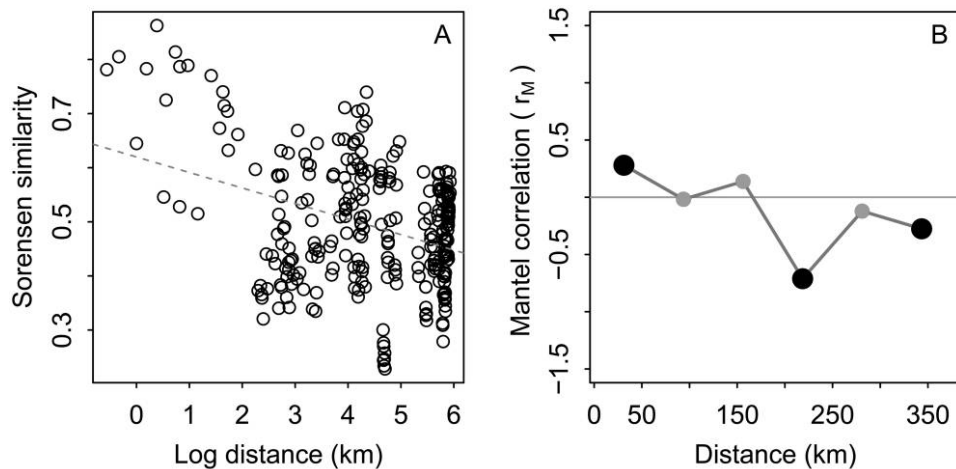 A
Sorensen similarity
0.3
0.5
0.7
0 1 2 3 4 5 6
Log distance (km)
B
Mantel correlation ( rM )
−1.5
−0.5
0.5
1.5
0 50 150 250 350
Distance (km)